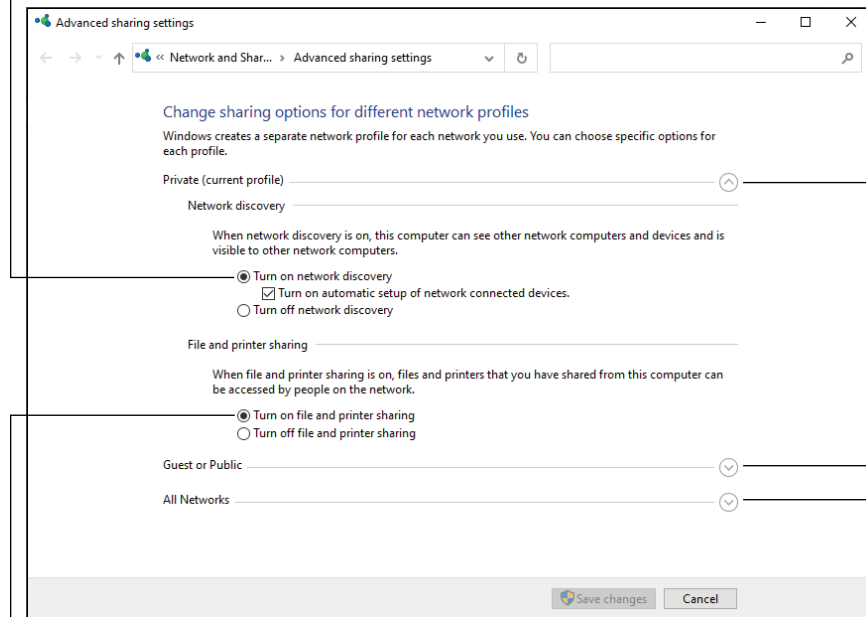 Advanced sharing settings
« Network and Shar... › Advanced sharing settings
Change sharing options for different network profiles
Windows creates a separate network profile for each network you use. You can choose specific options for
each profile.
Private (current profile)
Network discovery
When network discovery is on, this computer can see other network computers and devices and is
visible to other network computers.
Turn on network discovery
Turn on automatic setup of network connected devices.
Turn off network discovery
File and printer sharing
When file and printer sharing is on, files and printers that you have shared from this computer can
be accessed by people on the network.
Turn on file and printer sharing
Turn off file and printer sharing
Guest or Public
All Networks
Save changes Cancel